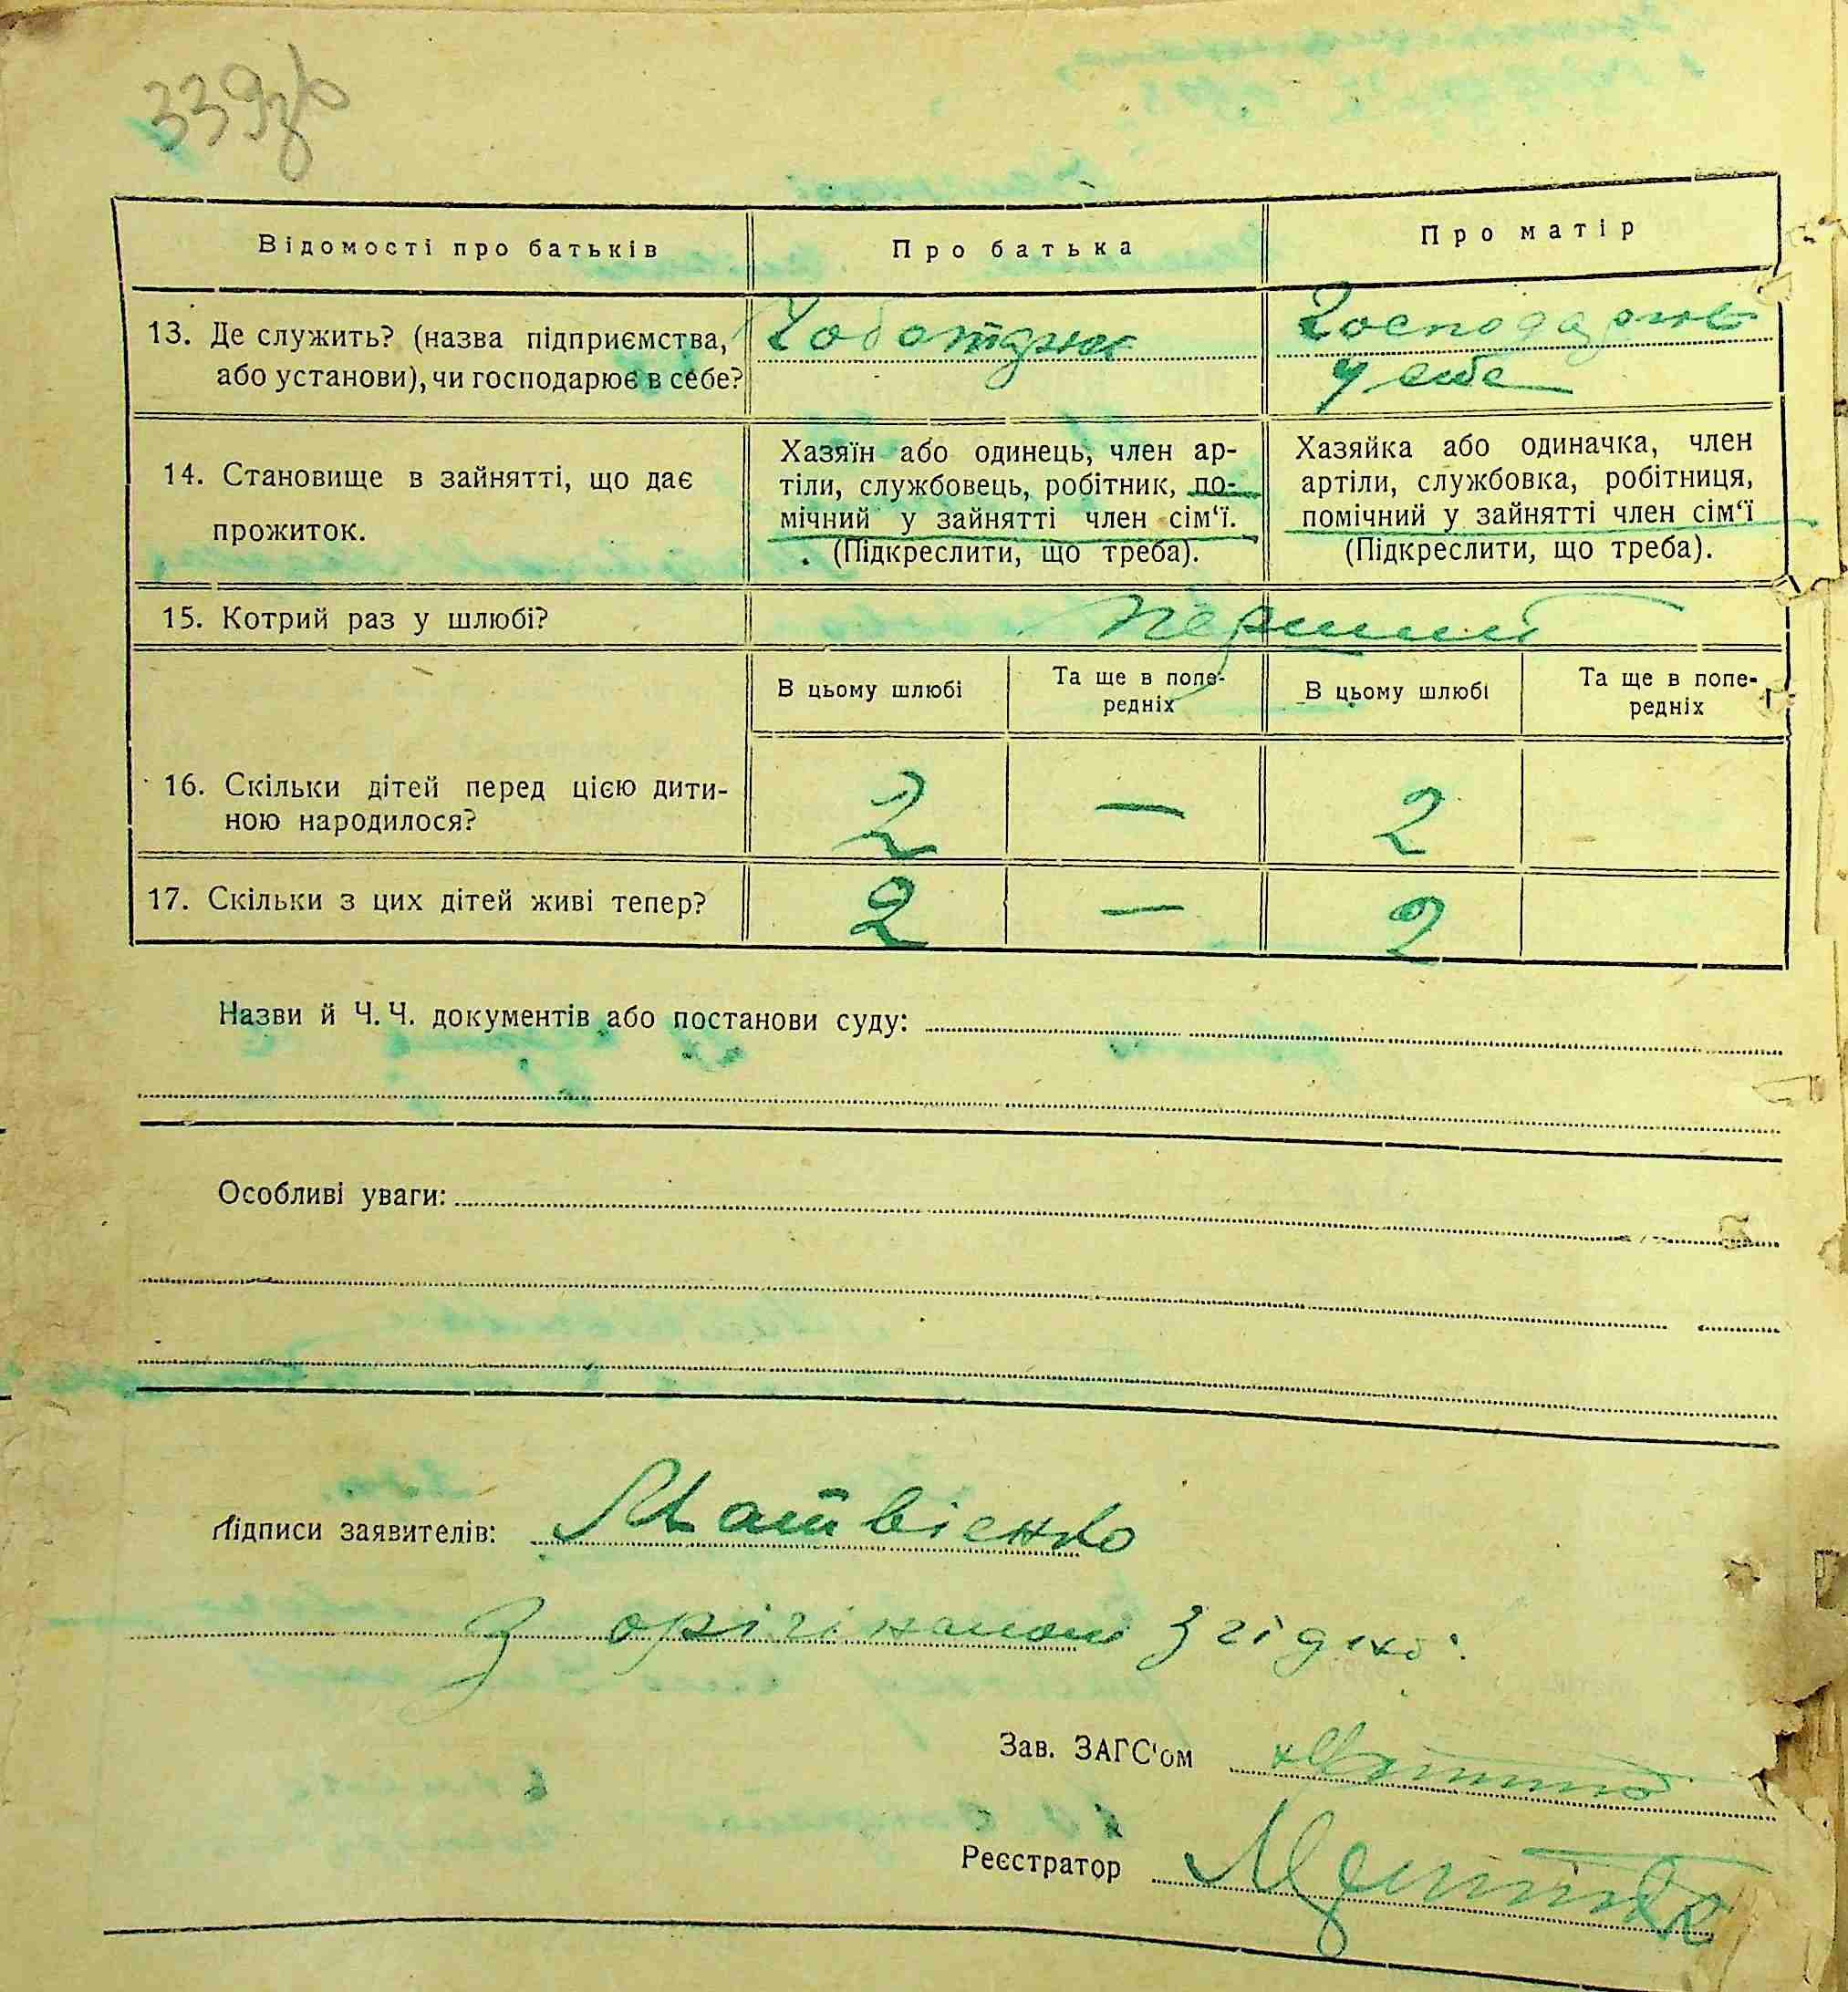 339зв
Відомості про батьків
Про батька
Про матір
13. Де служить? (назва підприємства,
або установи), чи господарює в себе?
Чоботарює
Господарює
у себе
14. Становище в зайнятті, що дає
прожиток.
Хазяїн або одинець, член ар-
тіли, службовець, робітник, по-
мічний у зайнятті член сім‘ї.
(Підкреслити, що треба).
Хазяйка або одиначка, член
артіли, службовка, робітниця,
помічний у зайнятті член сім‘ї
(Підкреслити, що треба).
15. Котрий раз у шлюбі?
Перший
В цьому шлюбі
Та ще в попе-
редніх
В цьому шлюбі
Та ще в попе-
редніх
16. Скільки дітей перед цією дити-
ною народилося?
2 — 2
17. Скільки з цих дітей живі тепер?
2 — 2
Назви й Ч. Ч. документів або постанови суду:
Особливі уваги:
Підписи заявителів: Матвієнко
З орігіналом згідно:
Зав. ЗАГС‘ом
Реєстратор